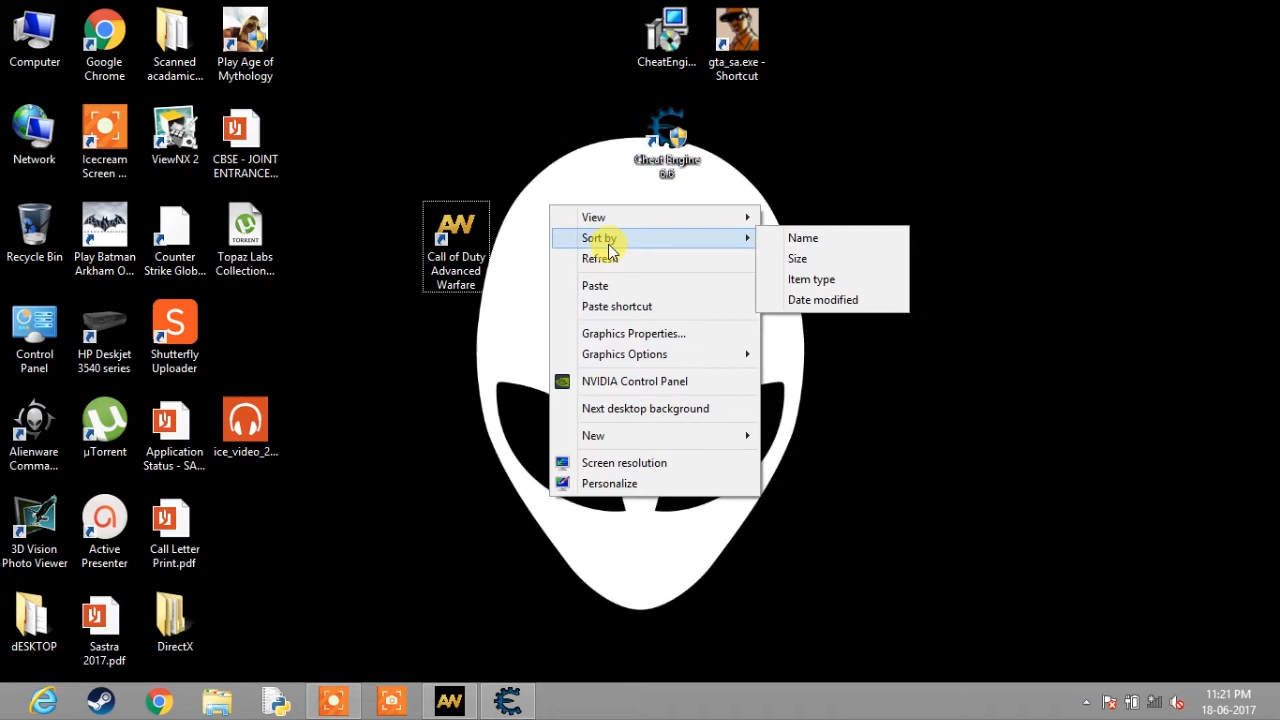 Computer
Google
Chrome
Scanned
acadamic...
Play Age of
Mythology
CheatEngi...
gta_sa.exe -
Shortcut
Network
Icecream
Screen ...
ViewNX 2
CBSE - JOINT
ENTRANCE...
Cheat Engine
6.6
Recycle Bin
Play Batman
Arkham O...
Counter
Strike Glob...
TORRENT
Topaz Labs
Collection...
AW
Call of Duty
Advanced
Warfare
View
Sort by
Refresh
Paste
Paste shortcut
Graphics Properties...
Graphics Options
NVIDIA Control Panel
Next desktop background
New
Screen resolution
Personalize
Name
Size
Item type
Date modified
Control
Panel
HP Deskjet
3540 series
S
Shutterfly
Uploader
Alienware
Comma...
µTorrent
Application
Status - SA...
ice_video_2...
3D Vision
Photo Viewer
Active
Presenter
Call Letter
Print.pdf
dESKTOP
Sastra
2017.pdf
DirectX
AW
11:21 PM
18-06-2017